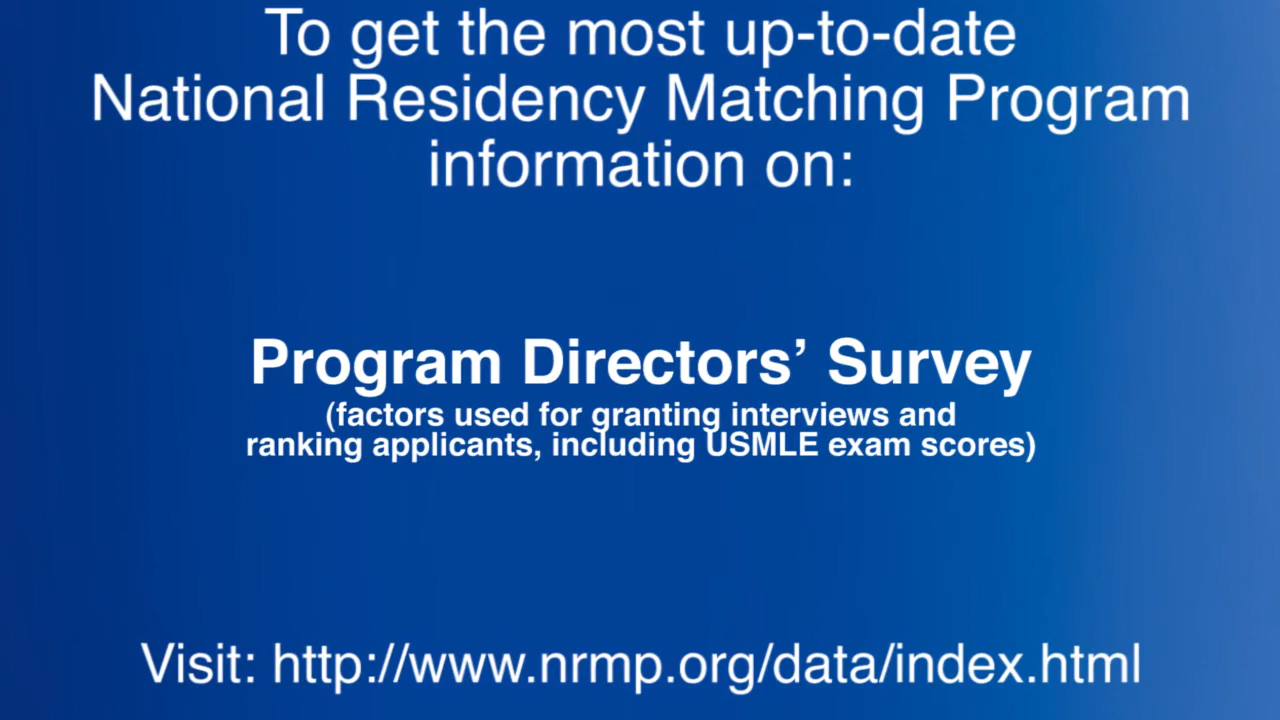 To get the most up-to-date
National Residency Matching Program
information on:
Program Directors’ Survey
(factors used for granting interviews and
ranking applicants, including USMLE exam scores)
Visit: http://www.nrmp.org/data/index.html